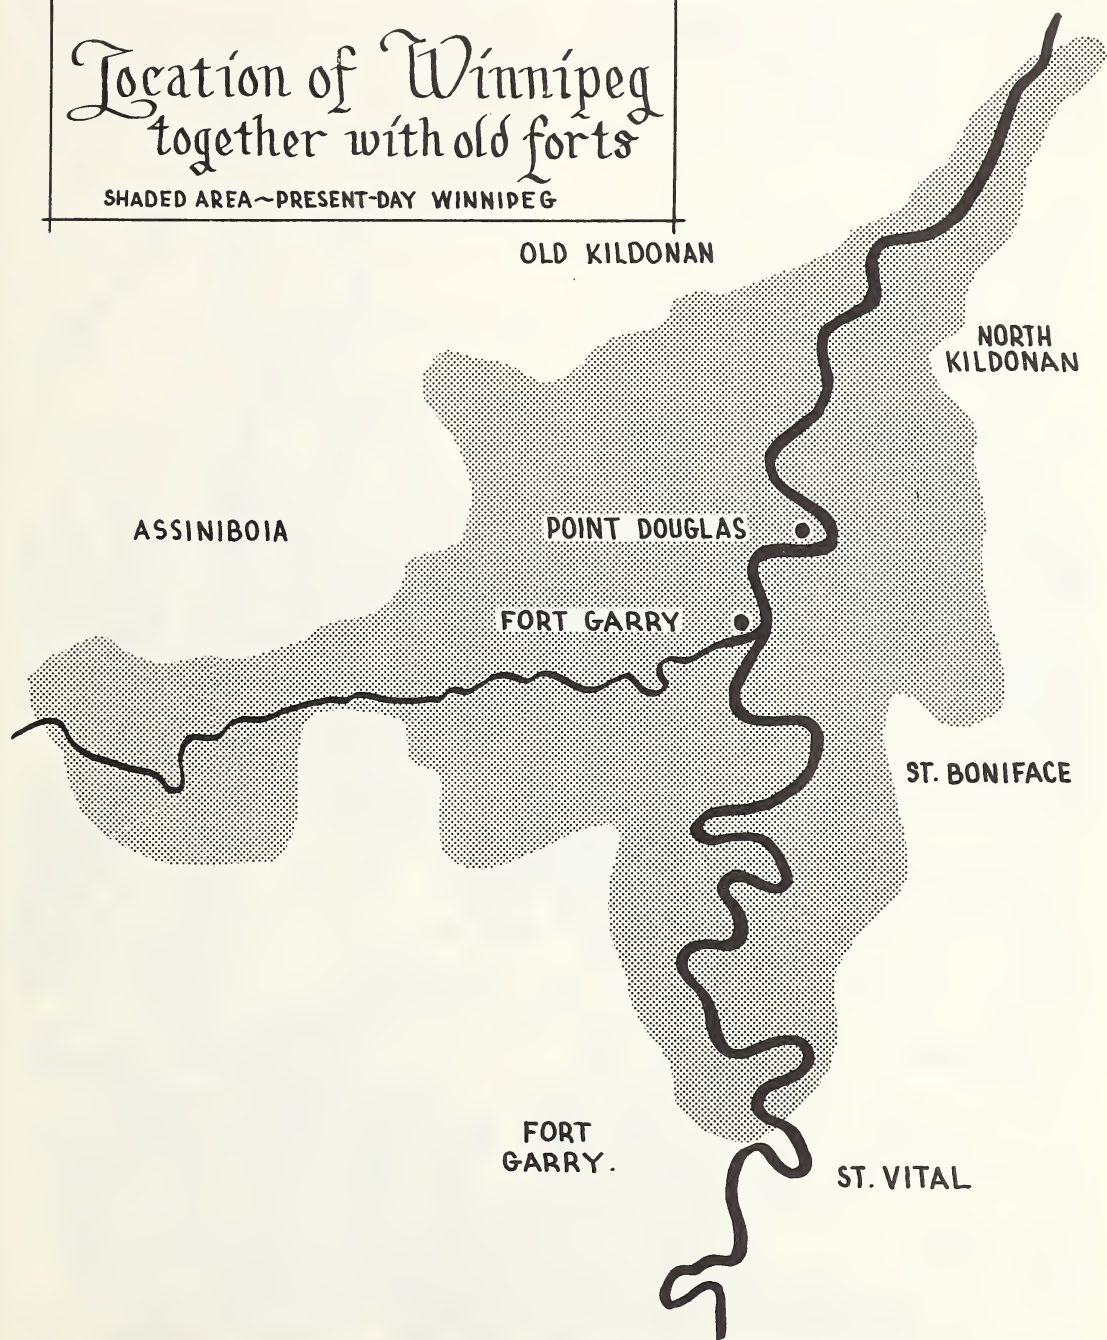 Location of Winnipeg
together with old forts
SHADED AREA~PRESENT-DAY WINNIPEG
OLD KILDONAN
NORTH
KILDONAN
ASSINIBOIA
POINT DOUGLAS
FORT GARRY
ST. BONIFACE
FORT
GARRY.
ST. VITAL